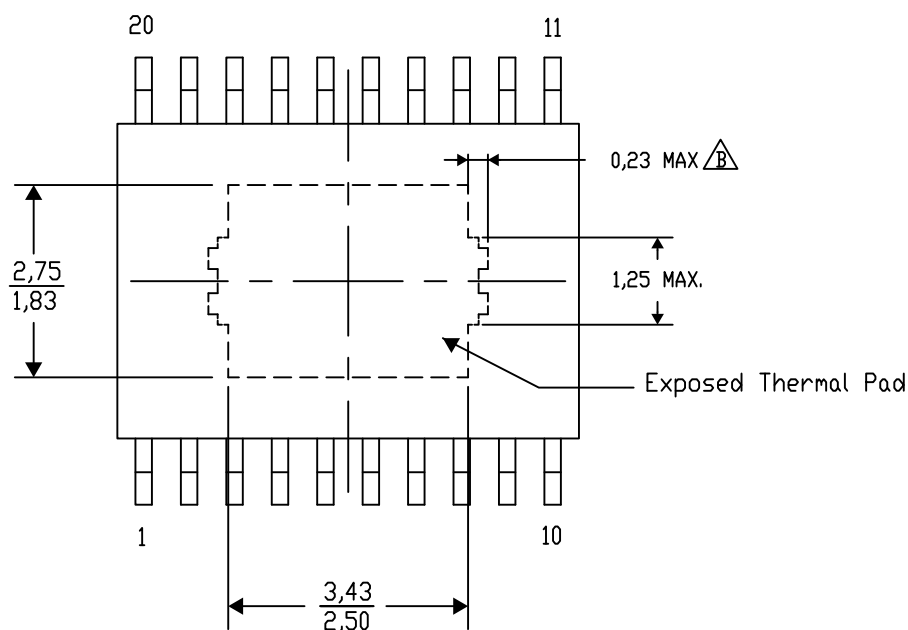 20
11
0,23 MAX B
2,75
1,83
1,25 MAX.
Exposed Thermal Pad
1
10
3,43
2,50